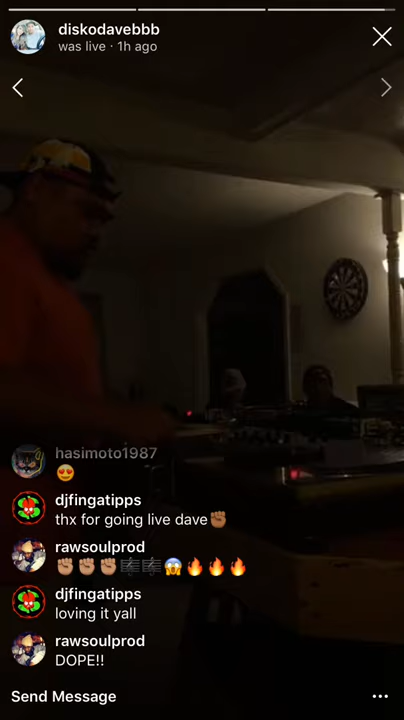 diskodavebbb
was live · 1h ago
hasimoto1987
😍
djfingatipps
thx for going live dave✊🏽
rawsoulprod
✊🏽✊🏽✊🏽🎼🎼😱🔥🔥🔥
djfingatipps
loving it yall
rawsoulprod
DOPE!!
Send Message